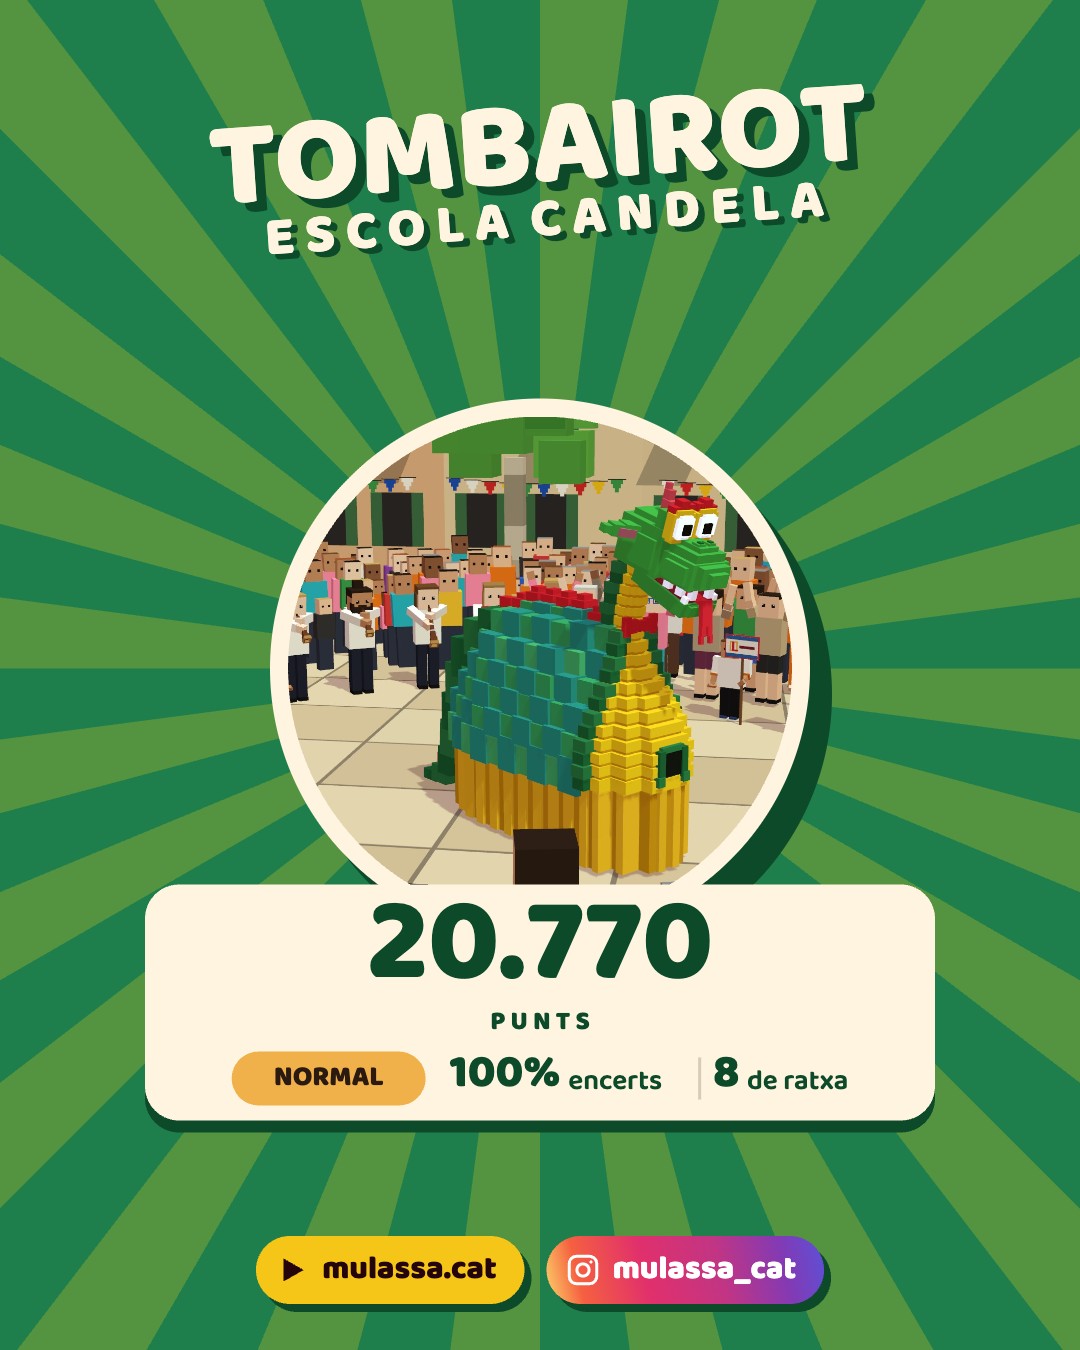 TOMBAIROT
ESCOLA CANDELA
20.770
PUNTS
NORMAL 100% encerts 8 de ratxa
mulassa.cat mulassa_cat